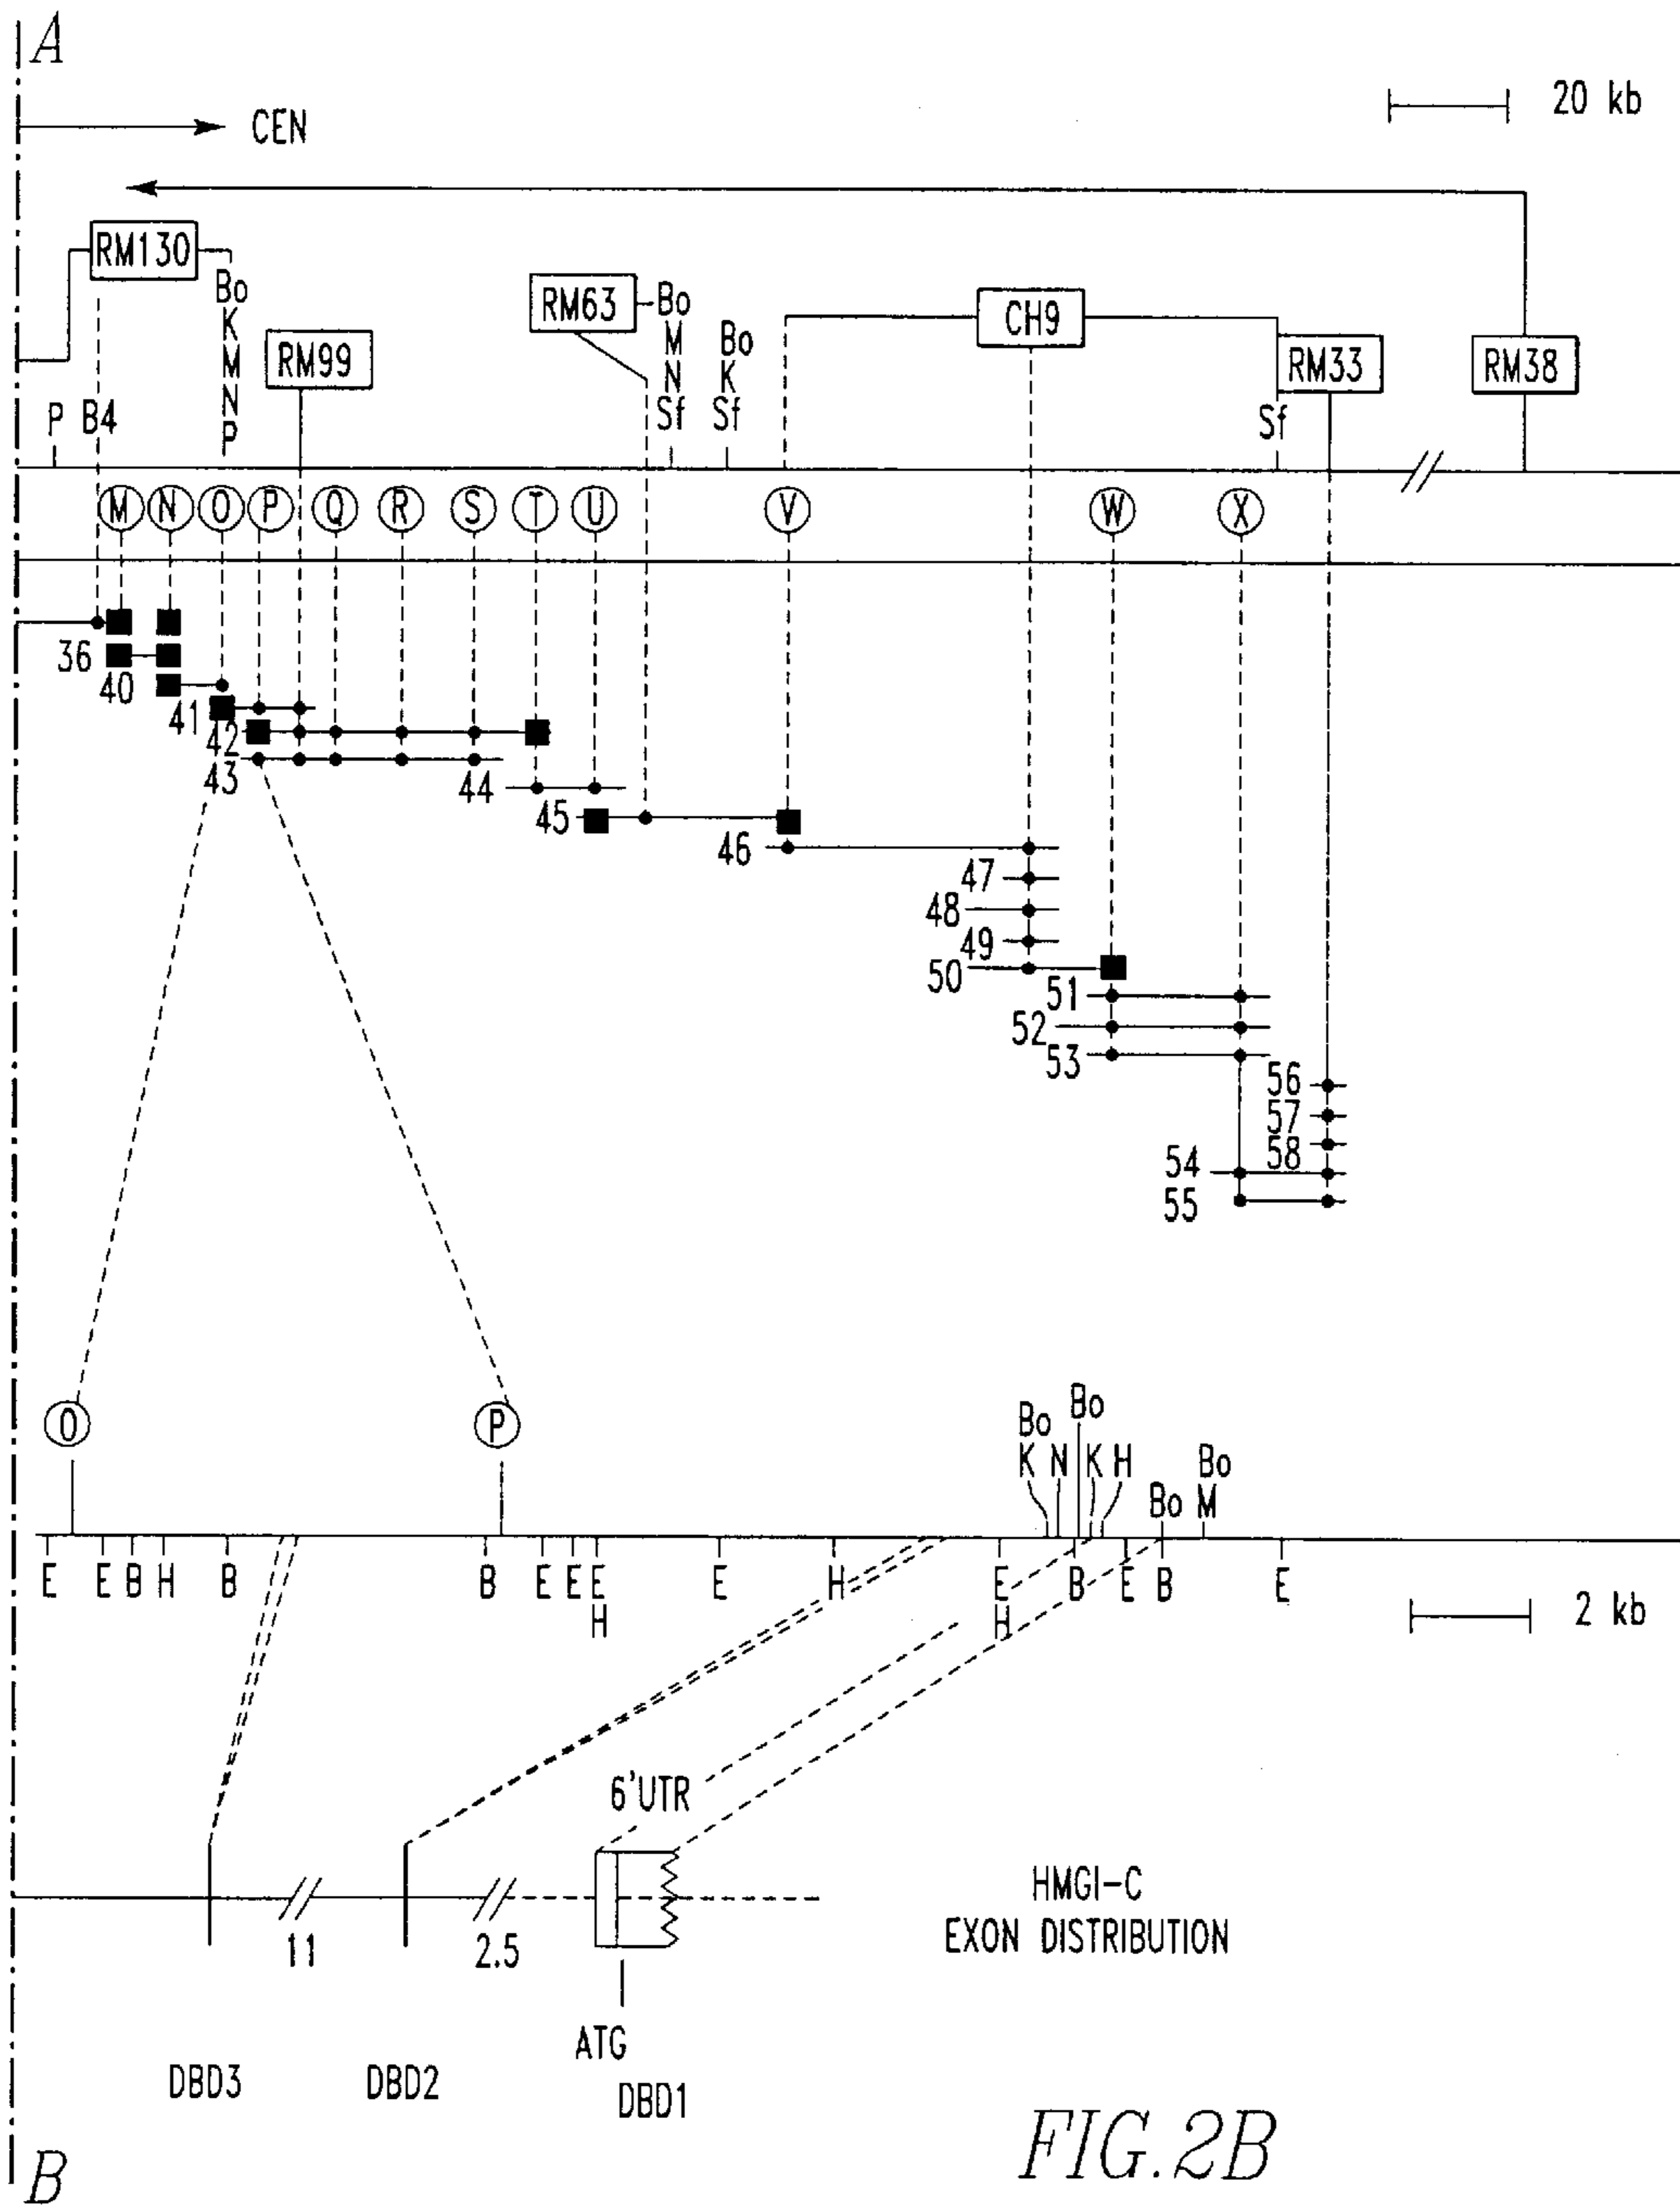 A
20 kb
CEN
RM130
Bo
K
M
N
P
RM99
RM63
Bo
M
N
Sf
Bo
K
Sf
CH9
RM33
RM38
P
B4
Sf
M
N
O
P
Q
R
S
T
U
V
W
X
36
40
41
42
43
44
45
46
47
48
49
50
51
52
53
56
57
58
54
55
O
P
Bo
K
N
Bo
K
H
Bo
Bo
M
E
E
B
H
B
B
E
E
E
H
E
H
E
H
B
E
B
E
2 kb
6'UTR
HMGI-C
EXON DISTRIBUTION
11
2.5
ATG
DBD3
DBD2
DBD1
B
FIG.2B